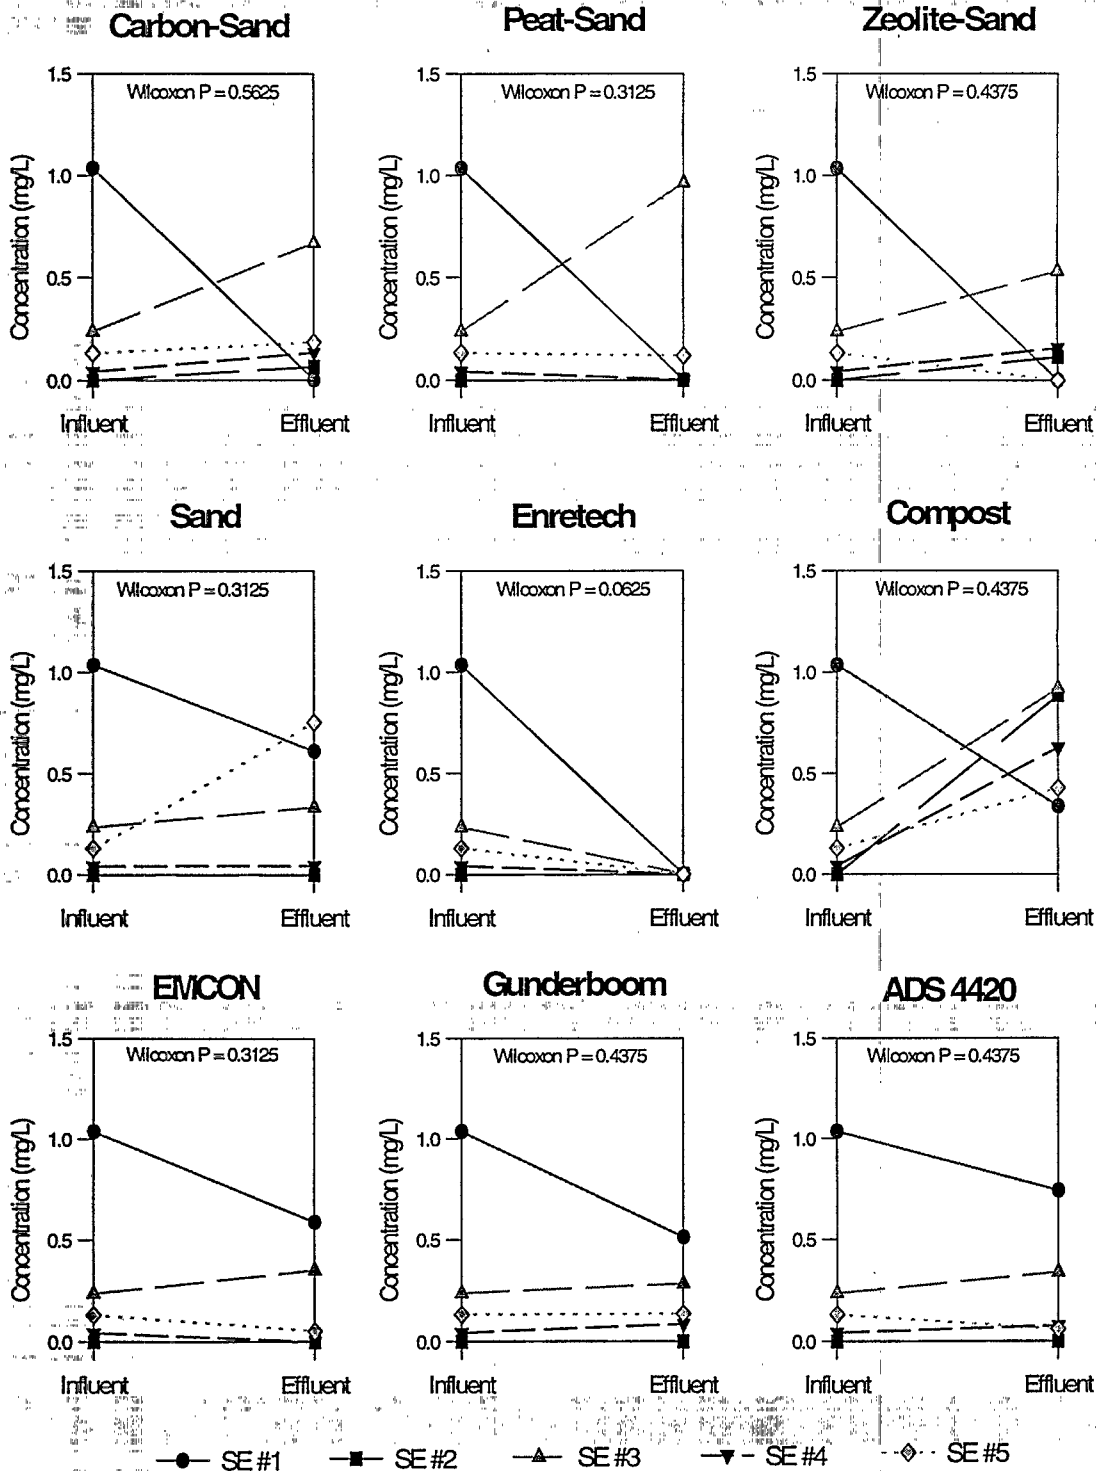 Carbon-Sand Peat-Sand Zeolite-Sand
Wilcoxon P = 0.5625 Wilcoxon P = 0.3125 Wilcoxon P = 0.4375
Concentration (mg/L) Concentration (mg/L) Concentration (mg/L)
1.5 1.5 1.5
1.0 1.0 1.0
0.5 0.5 0.5
0.0 0.0 0.0
Influent Effluent Influent Effluent Influent Effluent
Sand Enretech Compost
Wilcoxon P = 0.3125 Wilcoxon P = 0.0625 Wilcoxon P = 0.4375
Concentration (mg/L) Concentration (mg/L) Concentration (mg/L)
1.5 1.5 1.5
1.0 1.0 1.0
0.5 0.5 0.5
0.0 0.0 0.0
Influent Effluent Influent Effluent Influent Effluent
EMCON Gunderboom ADS 4420
Wilcoxon P = 0.3125 Wilcoxon P = 0.4375 Wilcoxon P = 0.4375
Concentration (mg/L) Concentration (mg/L) Concentration (mg/L)
1.5 1.5 1.5
1.0 1.0 1.0
0.5 0.5 0.5
0.0 0.0 0.0
Influent Effluent Influent Effluent Influent Effluent
SE #1 SE #2 SE #3 SE #4 SE #5